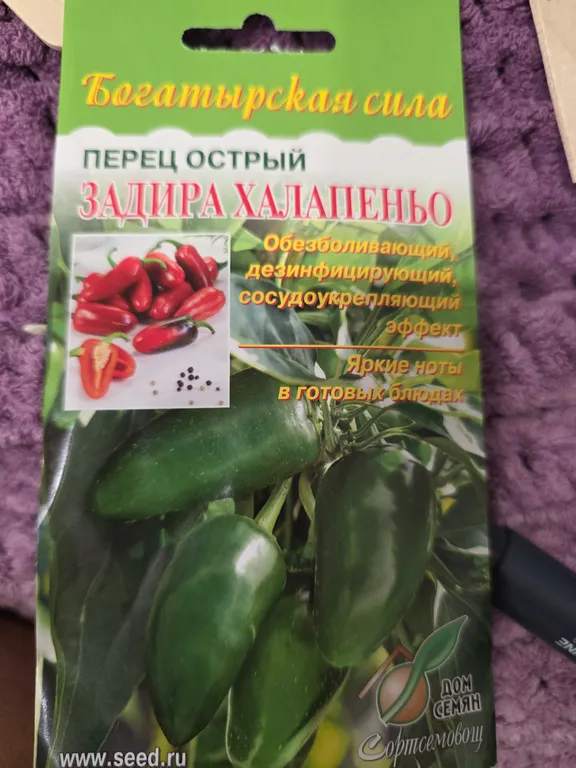 Богатырская сила
ПЕРЕЦ ОСТРЫЙ
ЗАДИРА ХАЛАПЕНЬО
Обезболивающий,
дезинфицирующий,
сосудоукрепляющий
эффект
Яркие ноты
в готовых блюдах
ДОМ
СЕМЯН
Сортсемовощ
www.seed.ru